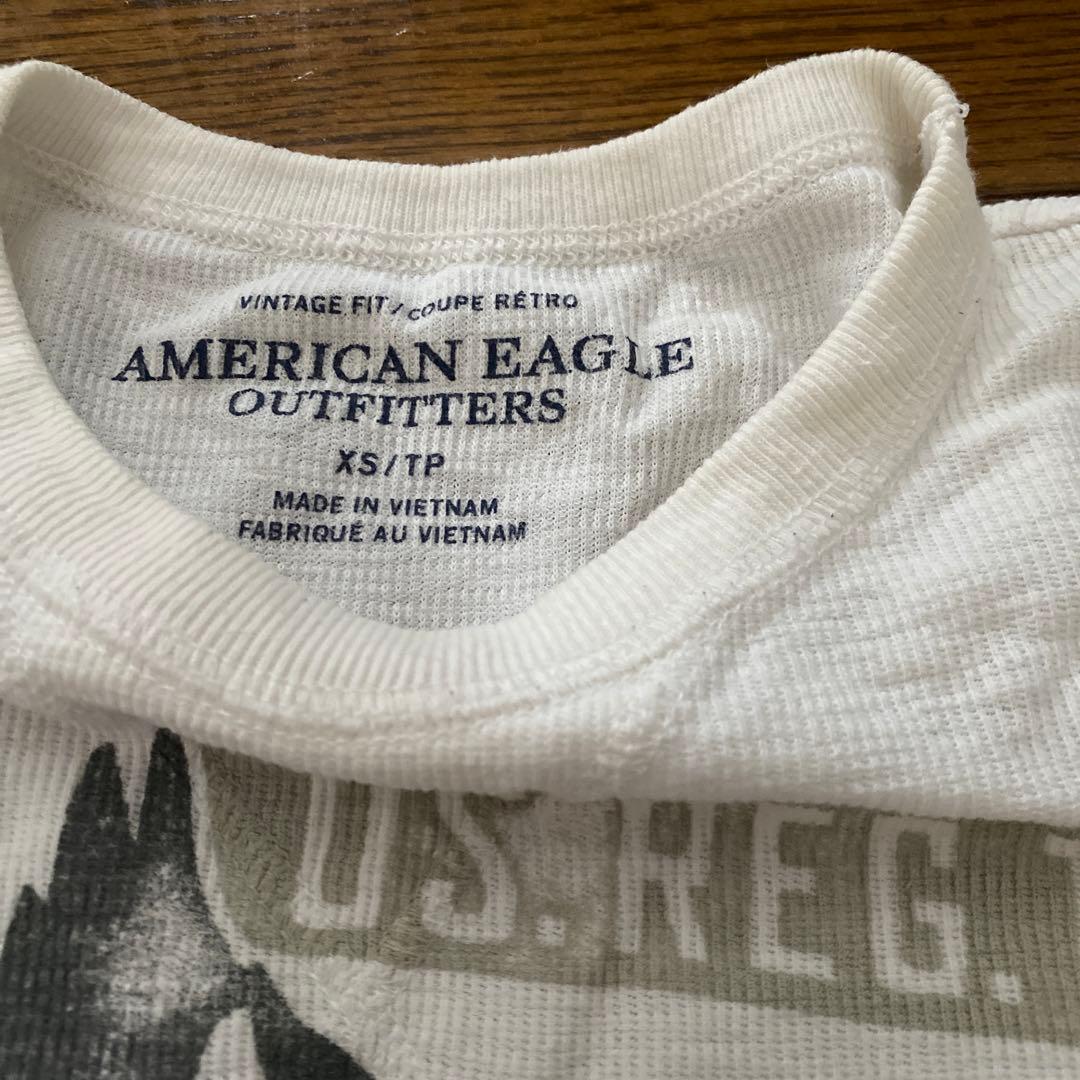 VINTAGE FIT / COUPE RÉTRO
AMERICAN EAGLE
OUTFITTERS
XS/TP
MADE IN VIETNAM
FABRIQUÉ AU VIETNAM
U.S. REG.